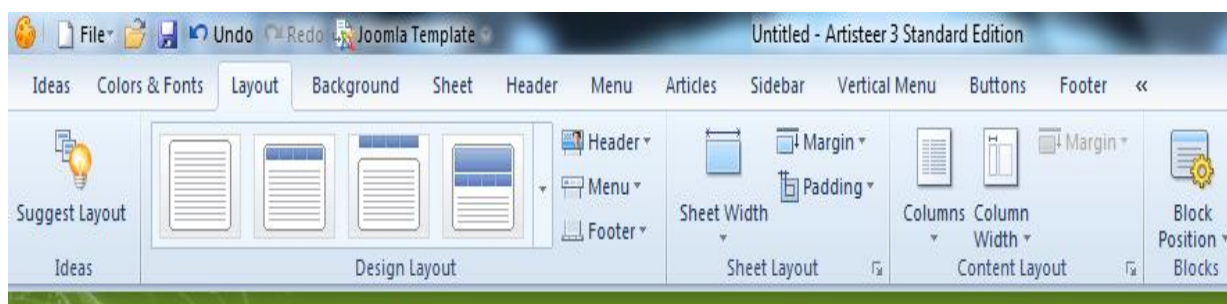 File Undo Redo Joomla Template Untitled - Artisteer 3 Standard Edition
Ideas Colors & Fonts Layout Background Sheet Header Menu Articles Sidebar Vertical Menu Buttons Footer «
Suggest Layout
Ideas
Design Layout
Header
Menu
Footer
Sheet Width
Margin
Padding
Sheet Layout
Columns
Column
Width
Margin
Content Layout
Block
Position
Blocks